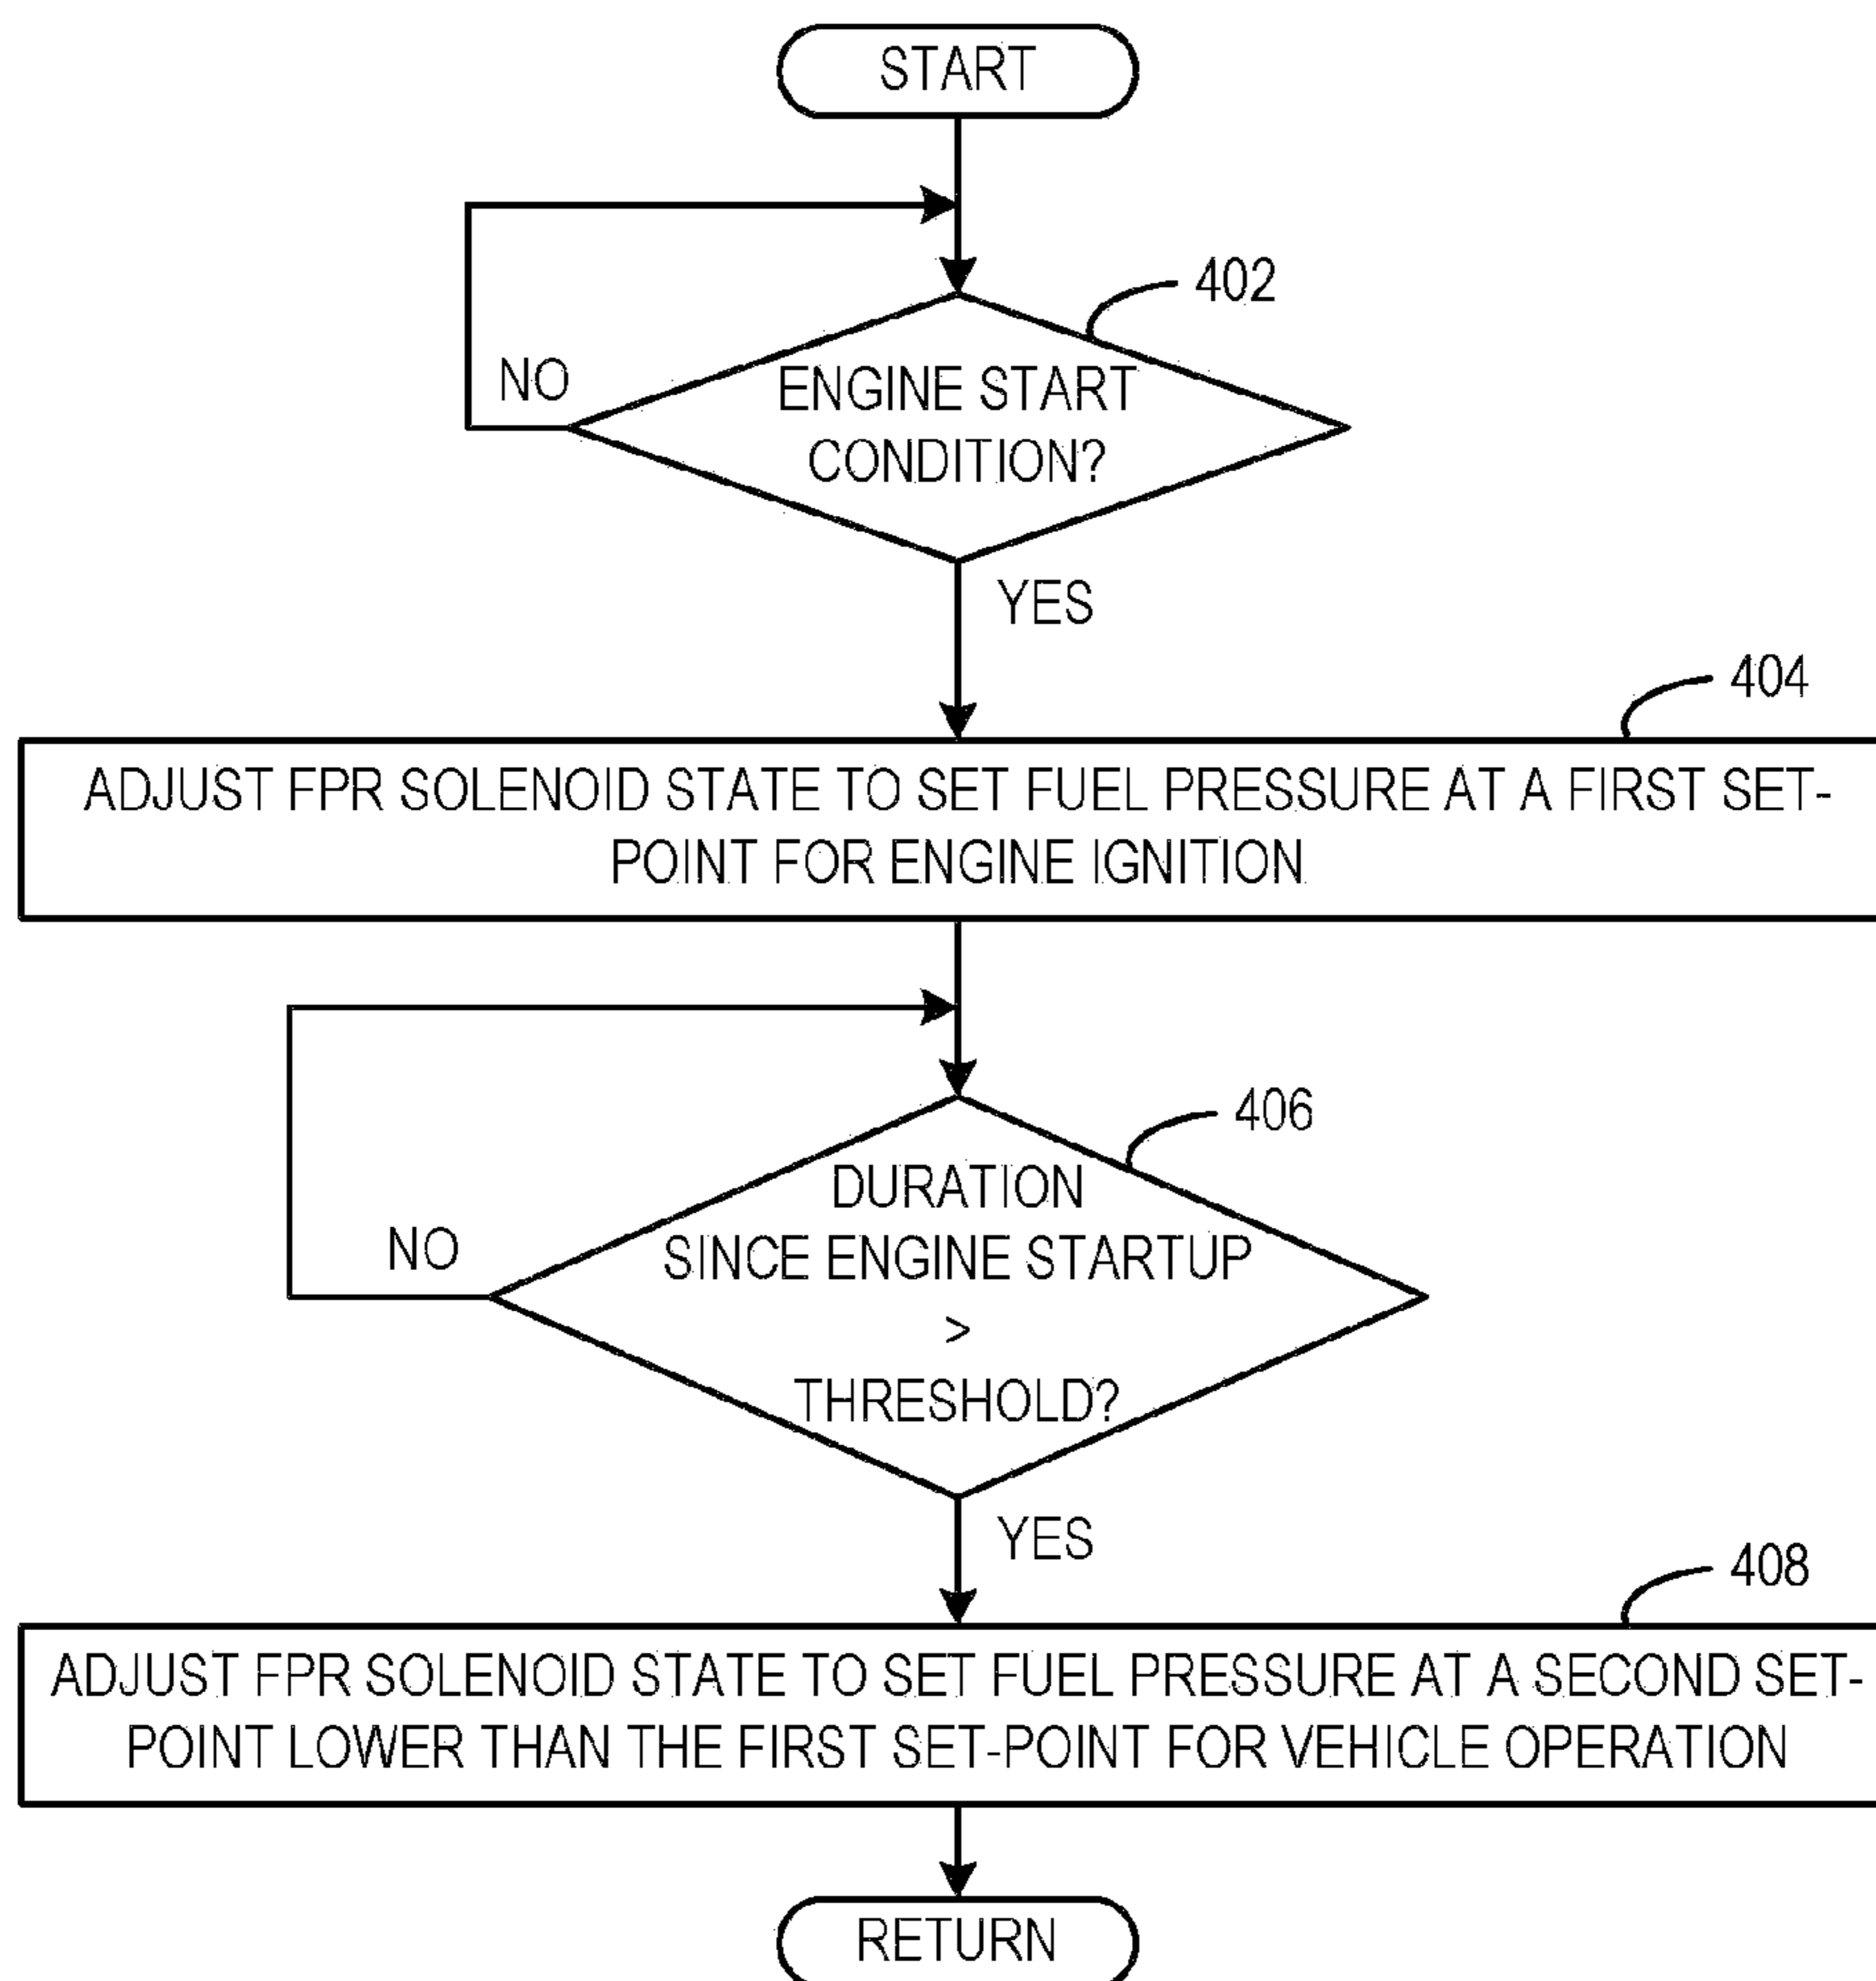 START
402
NO
ENGINE START
CONDITION?
YES
404
ADJUST FPR SOLENOID STATE TO SET FUEL PRESSURE AT A FIRST SET-
POINT FOR ENGINE IGNITION
406
DURATION
NO
SINCE ENGINE STARTUP
>
THRESHOLD?
YES
408
ADJUST FPR SOLENOID STATE TO SET FUEL PRESSURE AT A SECOND SET-
POINT LOWER THAN THE FIRST SET-POINT FOR VEHICLE OPERATION
RETURN